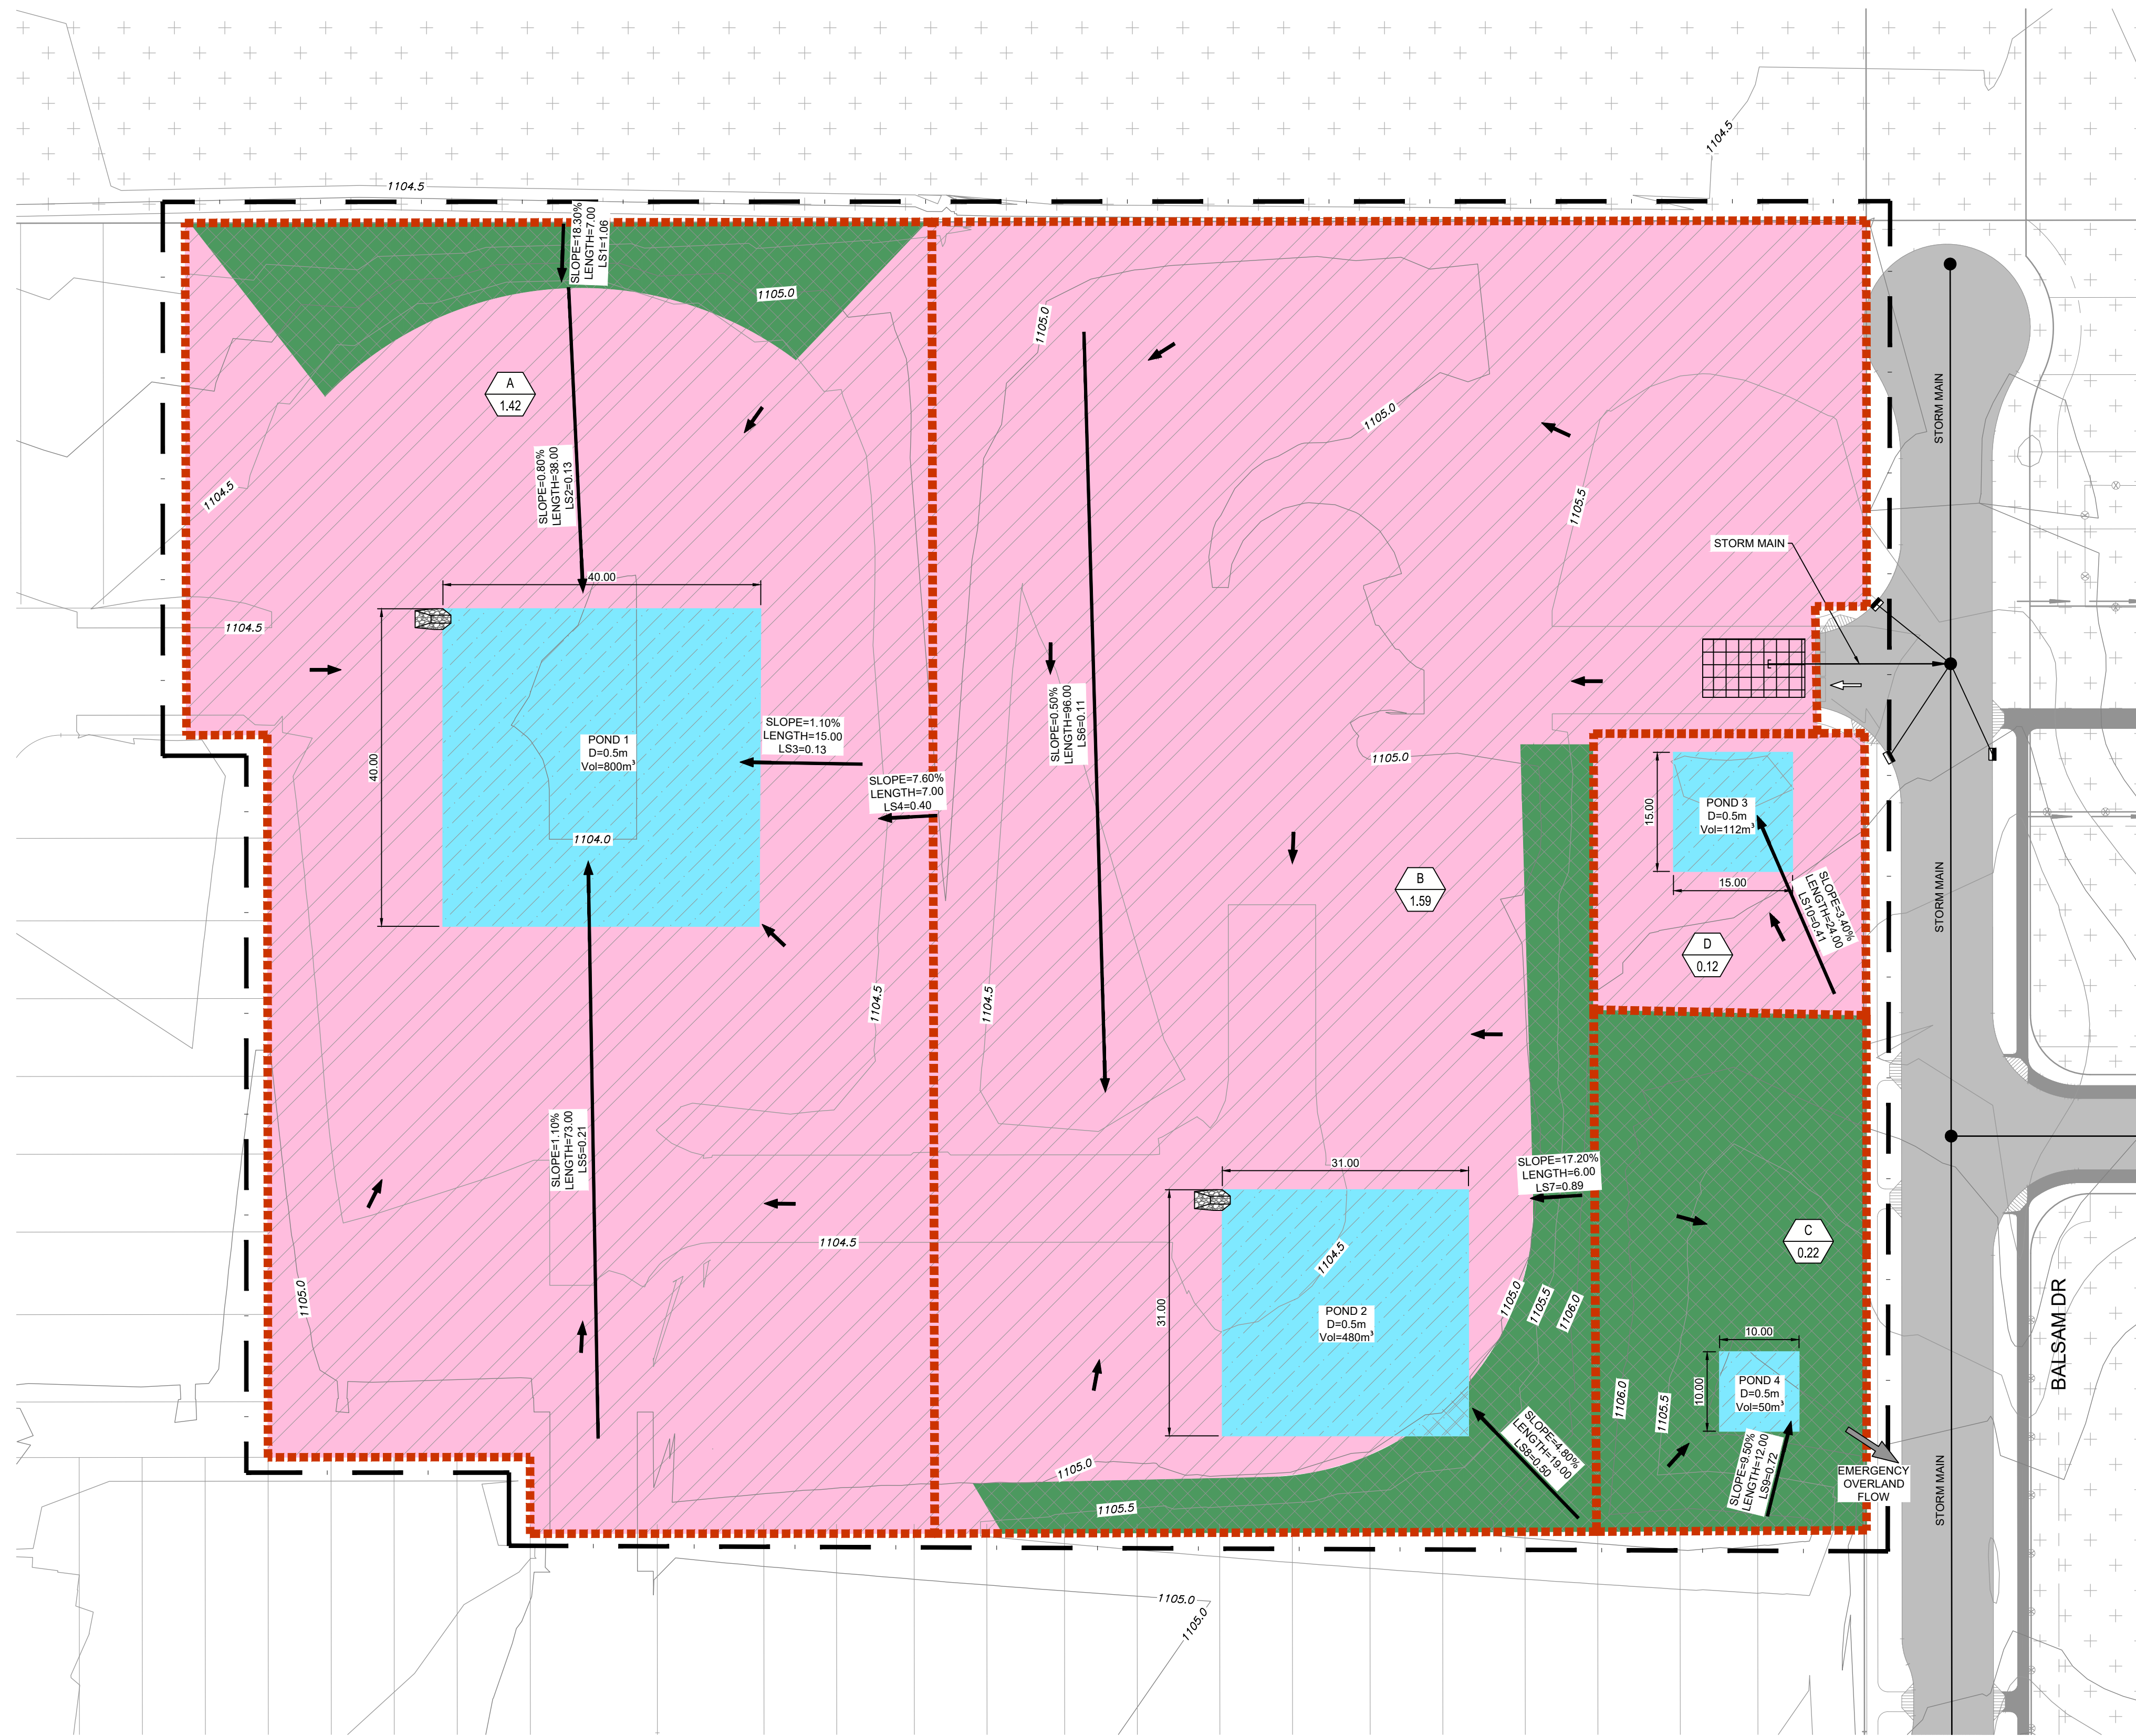 1104.5
1104.5
SLOPE=18.30%
LENGTH=7.00
LS1=1.06
1105.0
1105.0
A
1.42
STORM MAIN
1105.0
SLOPE=0.80%
LENGTH=38.00
LS2=0.13
1104.5
1105.5
STORM MAIN
40.00
1104.5
SLOPE=0.50%
LENGTH=96.00
LS6=0.11
SLOPE=1.10%
LENGTH=15.00
LS3=0.13
POND 1
D=0.5m
Vol=800m³
40.00
1105.0
SLOPE=7.60%
LENGTH=7.00
LS4=0.40
POND 3
D=0.5m
Vol=112m³
15.00
1104.0
15.00
B
1.59
SLOPE=3.40%
LENGTH=24.00
LS10=0.41
STORM MAIN
D
0.12
1104.5
1104.5
SLOPE=1.10%
LENGTH=73.00
LS5=0.21
31.00
SLOPE=17.20%
LENGTH=6.00
LS7=0.89
C
0.22
1104.5
1104.5
1105.0
1105.0
1105.5
1106.0
31.00
POND 2
D=0.5m
Vol=480m³
10.00
BALSAM DR
POND 4
D=0.5m
Vol=50m³
10.00
1106.0
1105.5
SLOPE=4.80%
LENGTH=19.00
LS8=0.50
SLOPE=9.50%
LENGTH=12.00
LS9=0.72
1105.0
EMERGENCY
OVERLAND
FLOW
STORM MAIN
1105.5
1105.0
1105.0